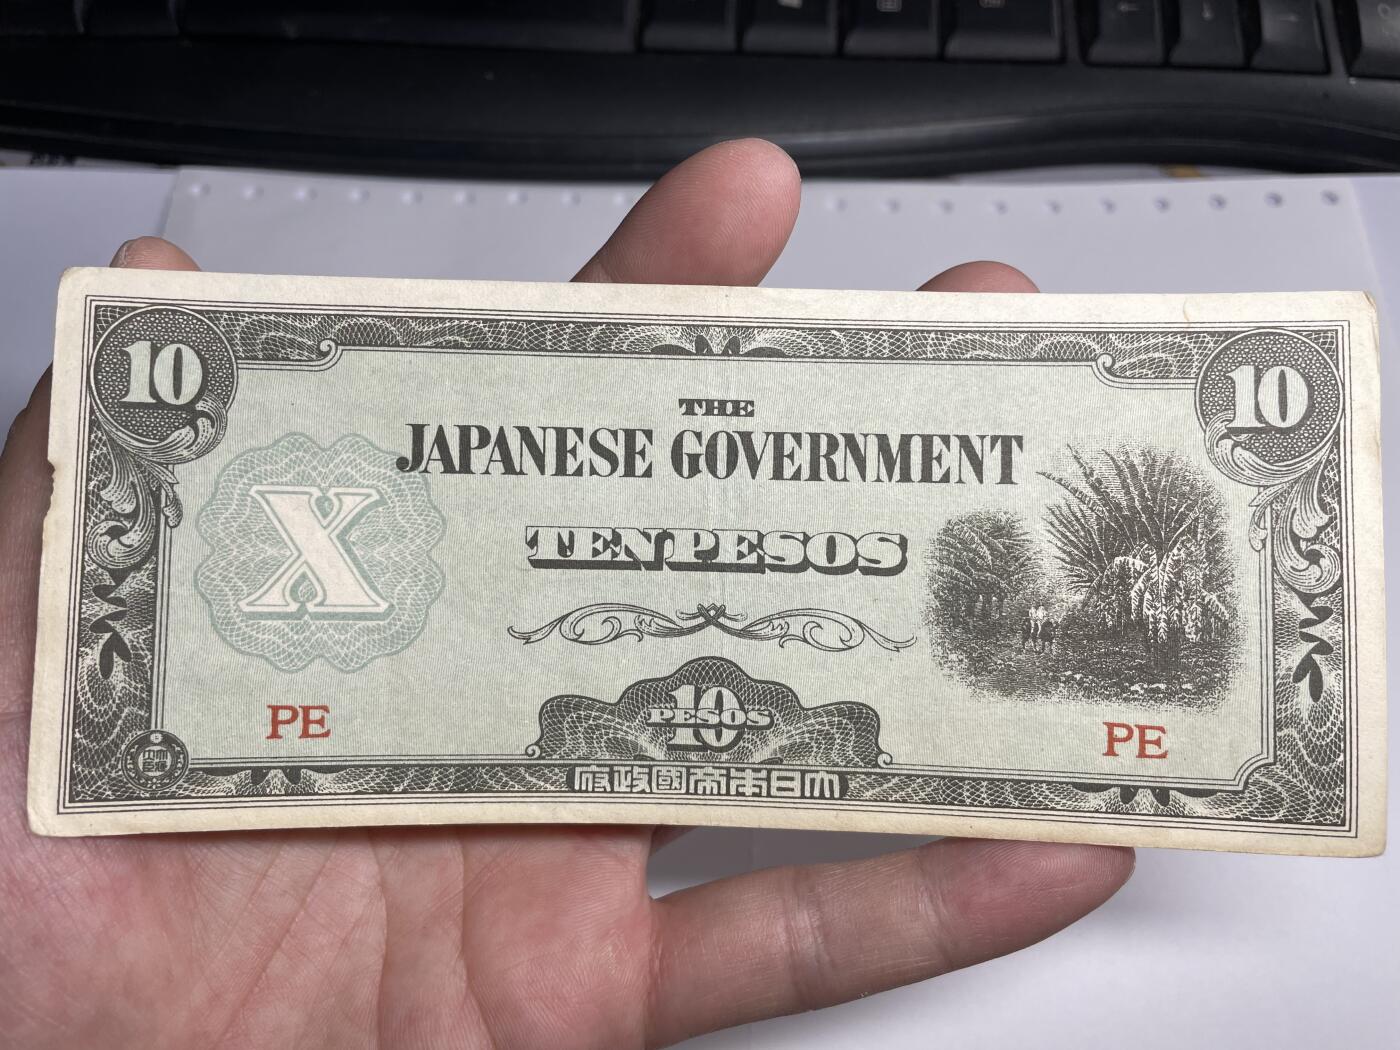 10
10
THE
JAPANESE GOVERNMENT
X
TEN PESOS
PE
10
PESOS
PE
府政國帝本日大